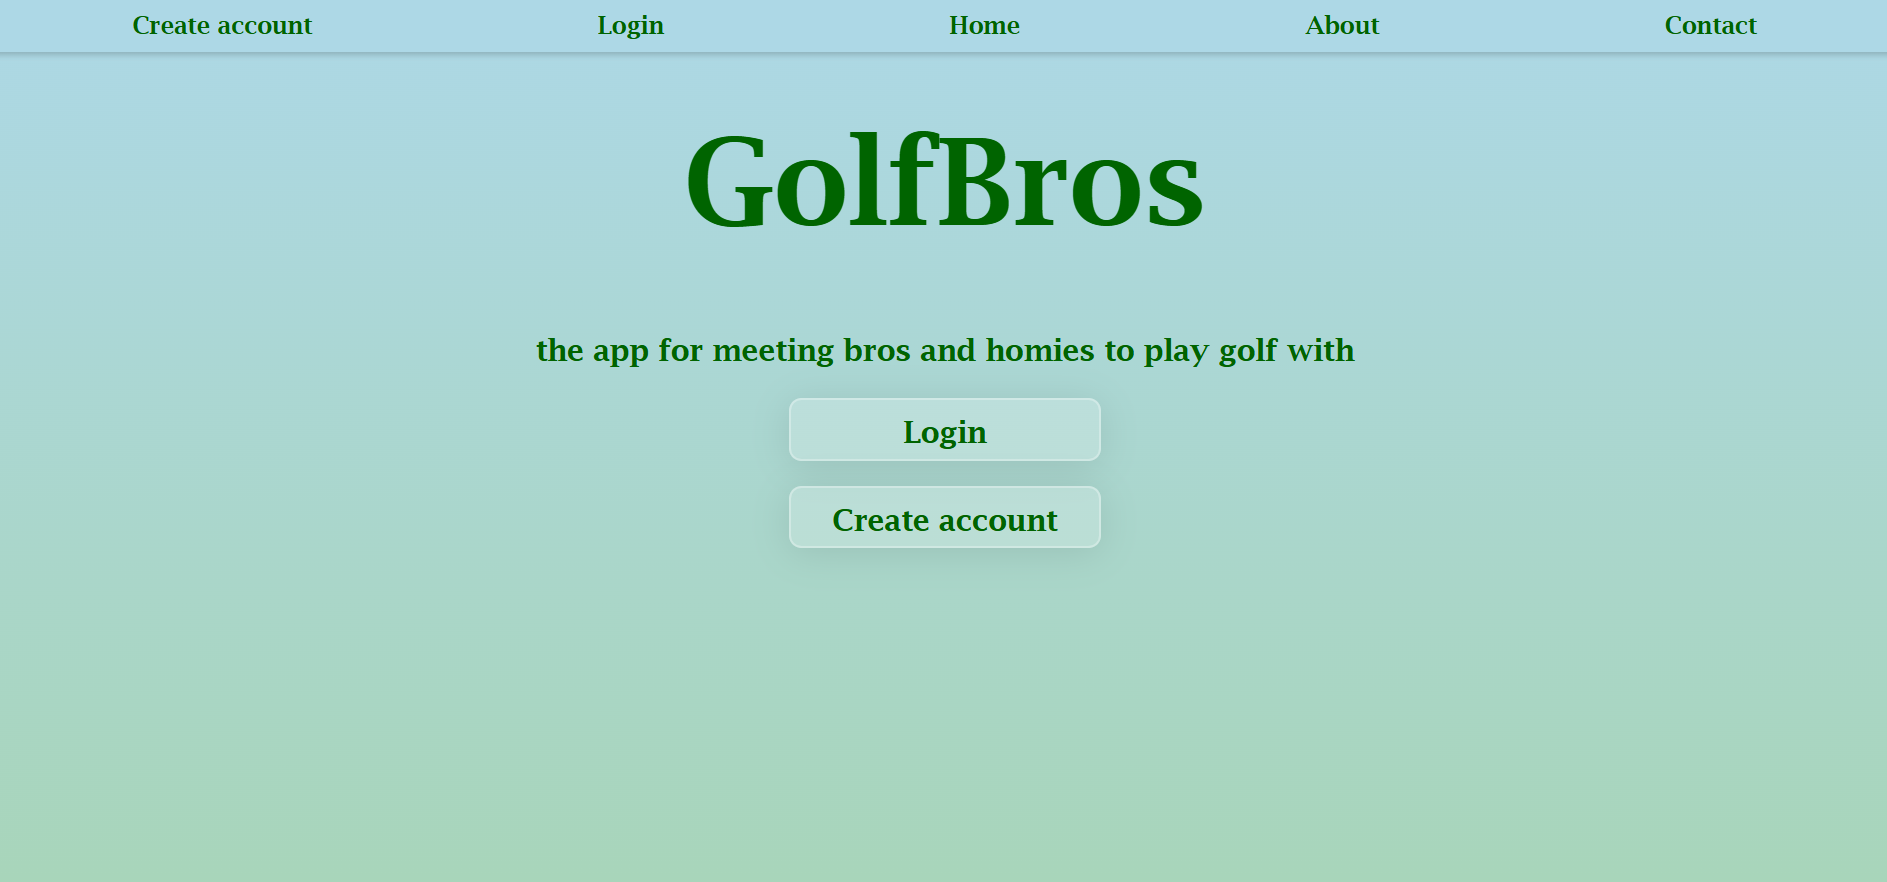 Create account Login Home About Contact
GolfBros
the app for meeting bros and homies to play golf with
Login
Create account